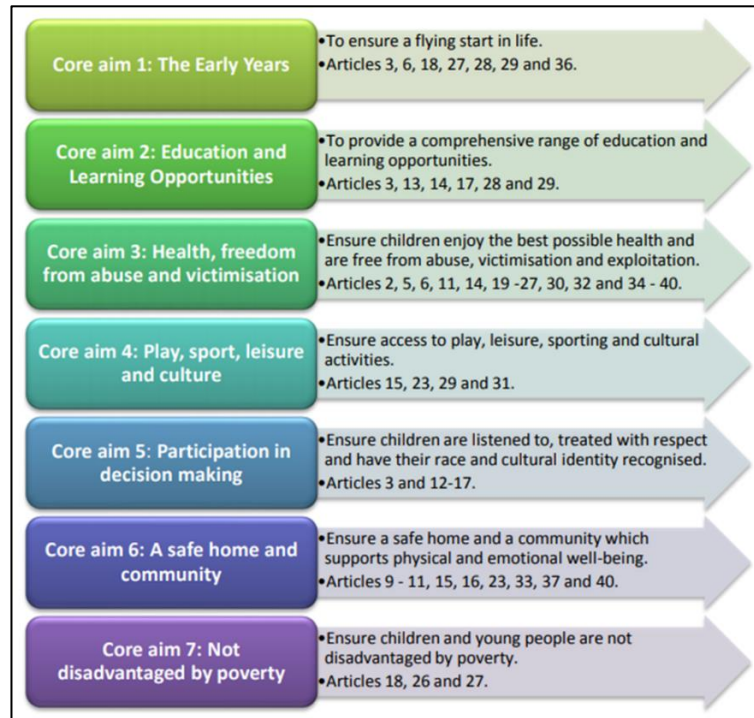 Core aim 1: The Early Years
•To ensure a flying start in life.
•Articles 3, 6, 18, 27, 28, 29 and 36.
Core aim 2: Education and
Learning Opportunities
•To provide a comprehensive range of education and
learning opportunities.
•Articles 3, 13, 14, 17, 28 and 29.
Core aim 3: Health, freedom
from abuse and victimisation
•Ensure children enjoy the best possible health and
are free from abuse, victimisation and exploitation.
•Articles 2, 5, 6, 11, 14, 19 -27, 30, 32 and 34 - 40.
Core aim 4: Play, sport, leisure
and culture
•Ensure access to play, leisure, sporting and cultural
activities.
•Articles 15, 23, 29 and 31.
Core aim 5: Participation in
decision making
•Ensure children are listened to, treated with respect
and have their race and cultural identity recognised.
•Articles 3 and 12-17.
Core aim 6: A safe home and
community
•Ensure a safe home and a community which
supports physical and emotional well-being.
•Articles 9 - 11, 15, 16, 23, 33, 37 and 40.
Core aim 7: Not
disadvantaged by poverty
•Ensure children and young people are not
disadvantaged by poverty.
•Articles 18, 26 and 27.